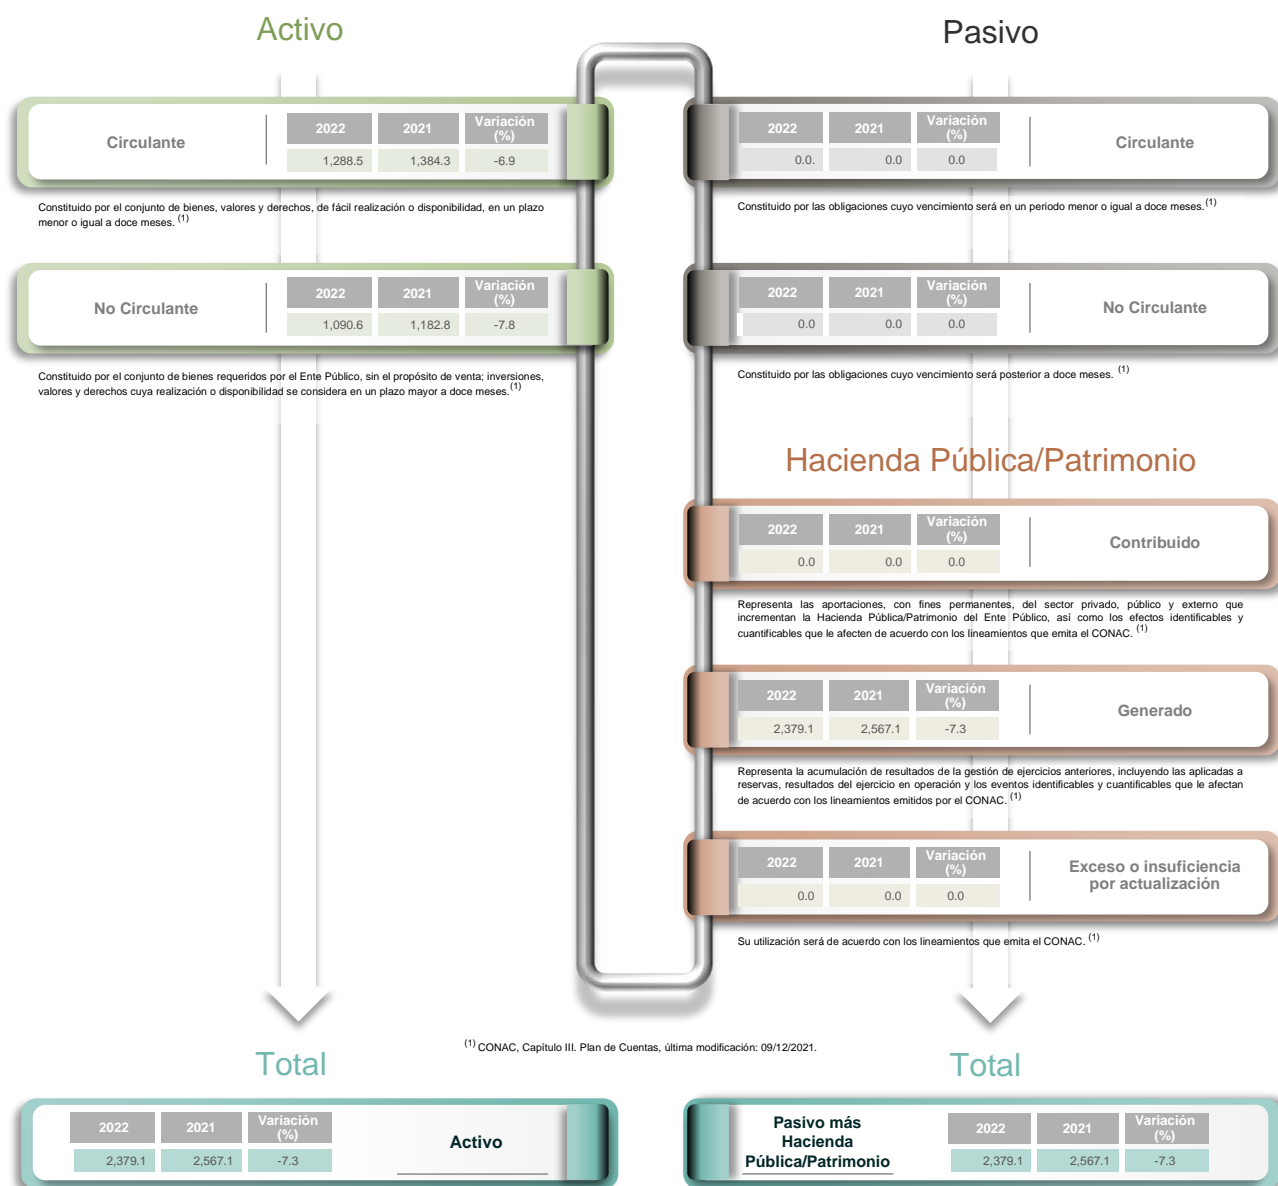 Activo
Circulante
2022 2021 Variación (%)
1,288.5 1,384.3 -6.9
Constituido por el conjunto de bienes, valores y derechos, de fácil realización o disponibilidad, en un plazo
menor o igual a doce meses. (1)
No Circulante
2022 2021 Variación (%)
1,090.6 1,182.8 -7.8
Constituido por el conjunto de bienes requeridos por el Ente Público, sin el propósito de venta; inversiones,
valores y derechos cuya realización o disponibilidad se considera en un plazo mayor a doce meses. (1)
Pasivo
2022 2021 Variación (%)
0.0. 0.0 0.0
Circulante
Constituido por las obligaciones cuyo vencimiento será en un periodo menor o igual a doce meses. (1)
2022 2021 Variación (%)
0.0 0.0 0.0
No Circulante
Constituido por las obligaciones cuyo vencimiento será posterior a doce meses. (1)
Hacienda Pública/Patrimonio
2022 2021 Variación (%)
0.0 0.0 0.0
Contribuido
Representa las aportaciones, con fines permanentes, del sector privado, público y externo que
incrementan la Hacienda Pública/Patrimonio del Ente Público, así como los efectos identificables y
cuantificables que le afecten de acuerdo con los lineamientos que emita el CONAC. (1)
2022 2021 Variación (%)
2,379.1 2,567.1 -7.3
Generado
Representa la acumulación de resultados de la gestión de ejercicios anteriores, incluyendo las aplicadas a
reservas, resultados del ejercicio en operación y los eventos identificables y cuantificables que le afectan
de acuerdo con los lineamientos emitidos por el CONAC. (1)
2022 2021 Variación (%)
0.0 0.0 0.0
Exceso o insuficiencia
por actualización
Su utilización será de acuerdo con los lineamientos que emita el CONAC. (1)
(1) CONAC, Capítulo III. Plan de Cuentas, última modificación: 09/12/2021.
Total
2022 2021 Variación (%)
2,379.1 2,567.1 -7.3
Activo
Total
Pasivo más
Hacienda
Pública/Patrimonio
2022 2021 Variación (%)
2,379.1 2,567.1 -7.3